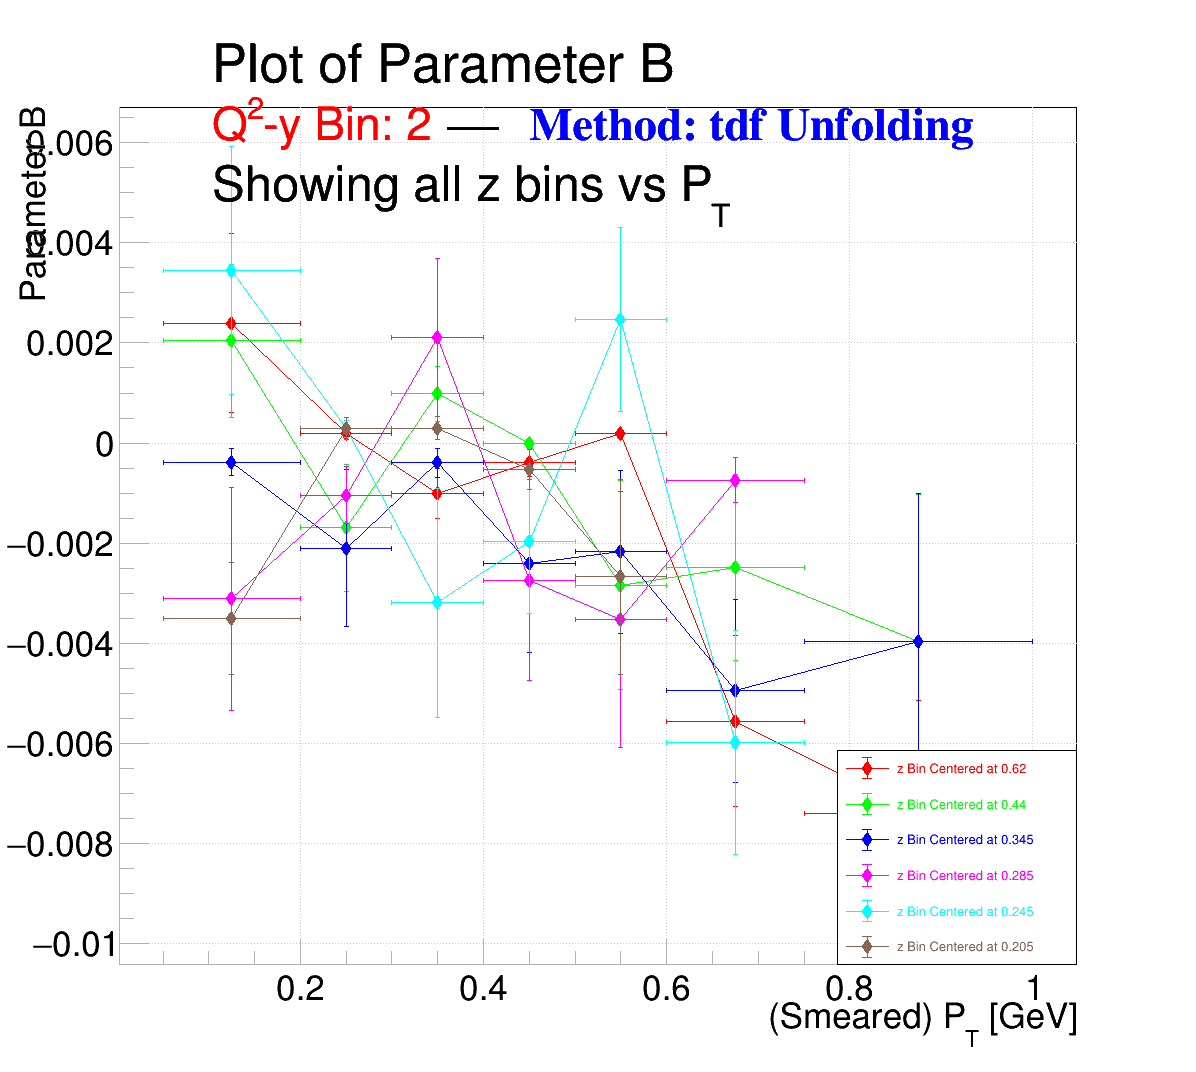 Plot of Parameter B
Q²-y Bin: 2 — Method: tdf Unfolding
Showing all z bins vs P_T
Parameter B
0.006
0.004
0.002
0
−0.002
−0.004
−0.006
−0.008
−0.01
z Bin Centered at 0.62
z Bin Centered at 0.44
z Bin Centered at 0.345
z Bin Centered at 0.285
z Bin Centered at 0.245
z Bin Centered at 0.205
0.2 0.4 0.6 0.8 1
(Smeared) P_T [GeV]